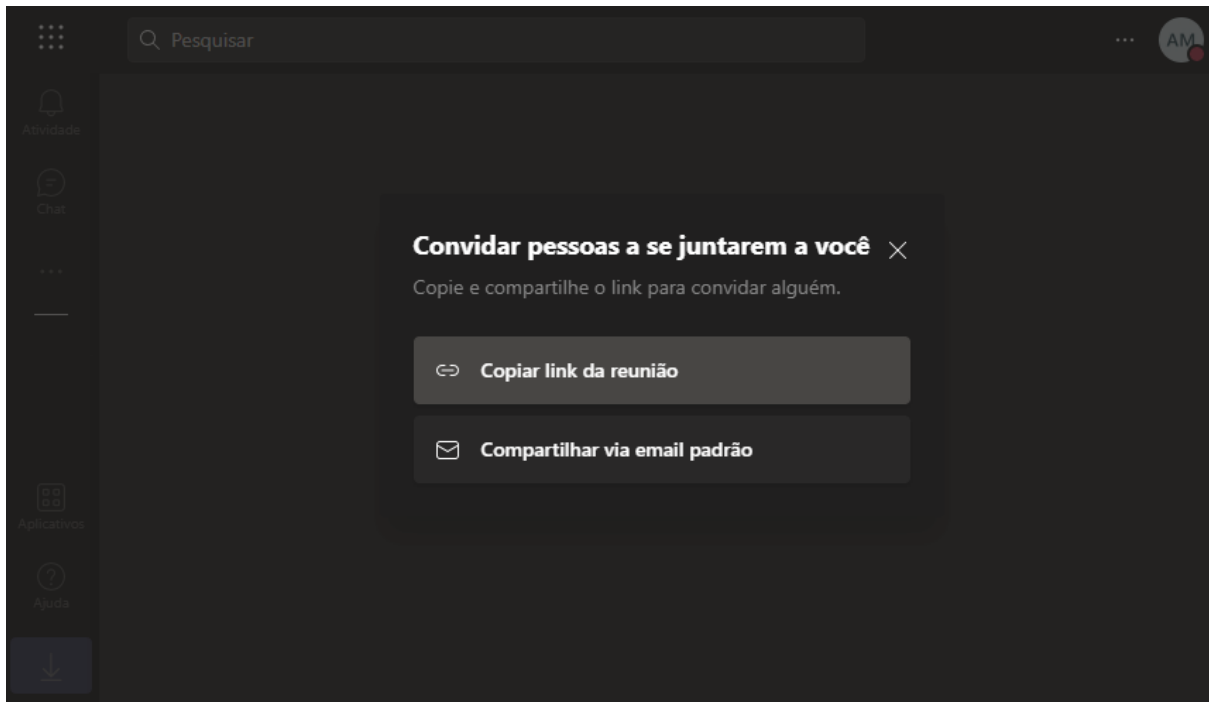 Pesquisar
AM
Atividade
Chat
Convidar pessoas a se juntarem a você
Copie e compartilhe o link para convidar alguém.
Copiar link da reunião
Compartilhar via email padrão
Aplicativos
Ajuda